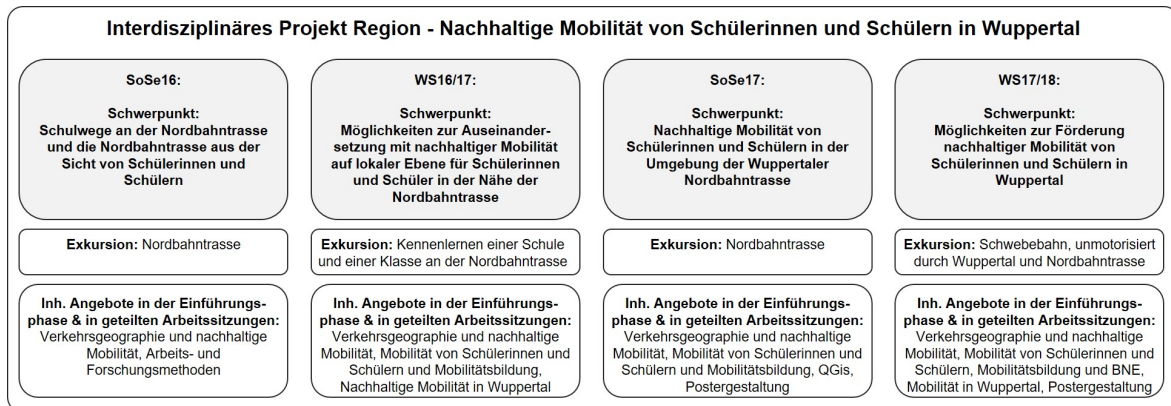 Interdisziplinäres Projekt Region - Nachhaltige Mobilität von Schülerinnen und Schülern in Wuppertal
SoSe16:
Schwerpunkt:
Schulwege an der Nordbahntrasse
und die Nordbahntrasse aus der
Sicht von Schülerinnen und
Schülern
Exkursion: Nordbahntrasse
Inh. Angebote in der Einführungs-
phase & in geteilten Arbeitssitzungen:
Verkehrsgeographie und nachhaltige
Mobilität, Arbeits- und
Forschungsmethoden
WS16/17:
Schwerpunkt:
Möglichkeiten zur Auseinander-
setzung mit nachhaltiger Mobilität
auf lokaler Ebene für Schülerinnen
und Schüler in der Nähe der
Nordbahntrasse
Exkursion: Kennenlernen einer Schule
und einer Klasse an der Nordbahntrasse
Inh. Angebote in der Einführungs-
phase & in geteilten Arbeitssitzungen:
Verkehrsgeographie und nachhaltige
Mobilität, Mobilität von Schülerinnen und
Schülern und Mobilitätsbildung,
Nachhaltige Mobilität in Wuppertal
SoSe17:
Schwerpunkt:
Nachhaltige Mobilität von
Schülerinnen und Schülern in der
Umgebung der Wuppertaler
Nordbahntrasse
Exkursion: Nordbahntrasse
Inh. Angebote in der Einführungs-
phase & in geteilten Arbeitssitzungen:
Verkehrsgeographie und nachhaltige
Mobilität, Mobilität von Schülerinnen und
Schülern und Mobilitätsbildung, QGis,
Postergestaltung
WS17/18:
Schwerpunkt:
Möglichkeiten zur Förderung
nachhaltiger Mobilität von
Schülerinnen und Schülern in
Wuppertal
Exkursion: Schwebebahn, unmotorisiert
durch Wuppertal und Nordbahntrasse
Inh. Angebote in der Einführungs-
phase & in geteilten Arbeitssitzungen:
Verkehrsgeographie und nachhaltige
Mobilität, Mobilität von Schülerinnen und
Schülern, Mobilitätsbildung und BNE,
Mobilität in Wuppertal, Postergestaltung